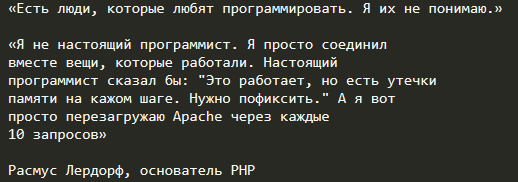 «Есть люди, которые любят программировать. Я их не понимаю.»
«Я не настоящий программист. Я просто соединил
вместе вещи, которые работали. Настоящий
программист сказал бы: "Это работает, но есть утечки
памяти на кажом шаге. Нужно пофиксить." А я вот
просто перезагружаю Apache через каждые
10 запросов»
Расмус Лердорф, основатель PHP